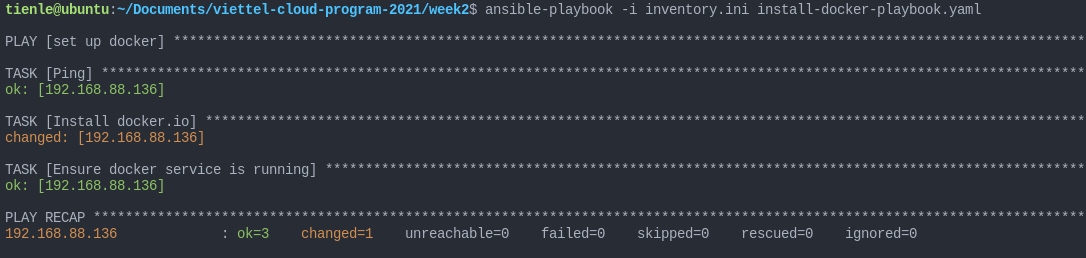 tienle@ubuntu:~/Documents/viettel-cloud-program-2021/week2$ ansible-playbook -i inventory.ini install-docker-playbook.yaml
PLAY [set up docker] ******************************************************************************************************************
TASK [Ping] ***************************************************************************************************************************
ok: [192.168.88.136]
TASK [Install docker.io] **************************************************************************************************************
changed: [192.168.88.136]
TASK [Ensure docker service is running] ***********************************************************************************************
ok: [192.168.88.136]
PLAY RECAP ****************************************************************************************************************************
192.168.88.136             : ok=3    changed=1    unreachable=0    failed=0    skipped=0    rescued=0    ignored=0